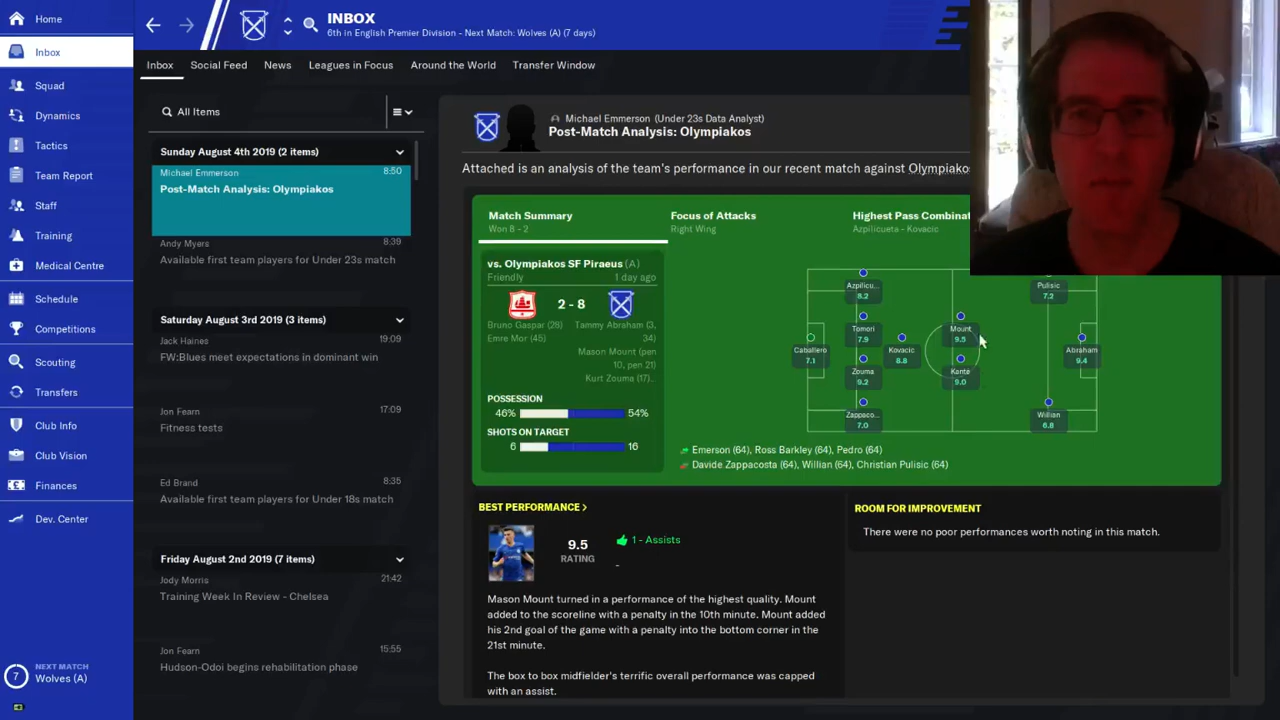 Home
Inbox
Squad
Dynamics
Tactics
Team Report
Staff
Training
Medical Centre
Schedule
Competitions
Scouting
Transfers
Club Info
Club Vision
Finances
Dev. Center
7
NEXT MATCH
Wolves (A)
INBOX
6th in English Premier Division - Next Match: Wolves (A) (7 days)
Inbox
Social Feed
News
Leagues in Focus
Around the World
Transfer Window
All Items
Sunday August 4th 2019 (2 items)
Michael Emmerson 8:50
Post-Match Analysis: Olympiakos
Andy Myers 8:39
Available first team players for Under 23s match
Saturday August 3rd 2019 (3 items)
Jack Haines 19:09
FW:Blues meet expectations in dominant win
Jon Fearn 17:09
Fitness tests
Ed Brand 8:35
Available first team players for Under 18s match
Friday August 2nd 2019 (7 items)
Jody Morris 21:42
Training Week In Review - Chelsea
Jon Fearn 15:55
Hudson-Odoi begins rehabilitation phase
Michael Emmerson (Under 23s Data Analyst)
Post-Match Analysis: Olympiakos
Attached is an analysis of the team's performance in our recent match against Olympiakos
Match Summary
Won 8 - 2
Focus of Attacks
Right Wing
Highest Pass Combinat
Azpilicueta - Kovacic
vs. Olympiakos SF Piraeus (A)
Friendly 1 day ago
2 - 8
Bruno Gaspar (28)
Emre Mor (45)
Tammy Abraham (3,
34)
Mason Mount (pen
10, pen 21)
Kurt Zouma (17)...
POSSESSION
46% 54%
SHOTS ON TARGET
6 16
Azpilicu...
8.2
Pulisic
7.2
Tomori
7.9
Mount
9.5
Caballero
7.1
Kovacic
8.8
Abraham
9.4
Zouma
9.2
Kante
9.0
Zappaco...
7.0
Willian
6.8
Emerson (64), Ross Barkley (64), Pedro (64)
Davide Zappacosta (64), Willian (64), Christian Pulisic (64)
BEST PERFORMANCE >
9.5
RATING
1 - Assists
-
Mason Mount turned in a performance of the highest quality. Mount
added to the scoreline with a penalty in the 10th minute. Mount added
his 2nd goal of the game with a penalty into the bottom corner in the
21st minute.
The box to box midfielder's terrific overall performance was capped
with an assist.
ROOM FOR IMPROVEMENT
There were no poor performances worth noting in this match.